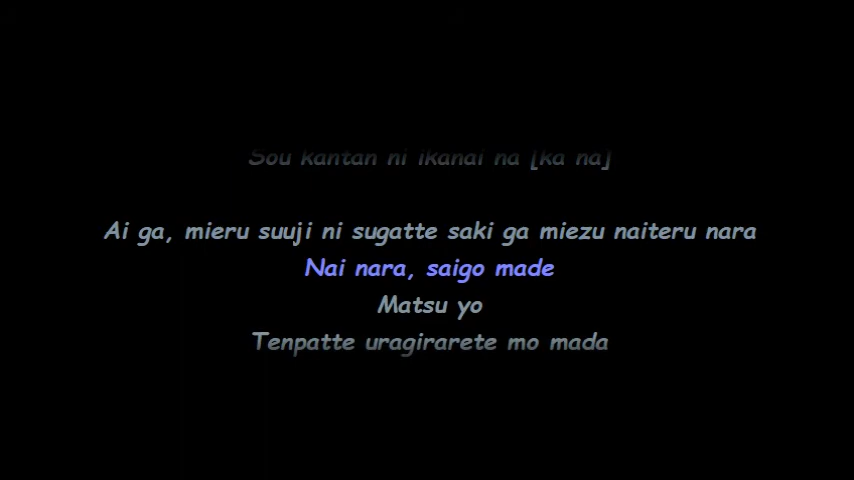 Sou kantan ni ikanai na [ka na]
Ai ga, mieru suuji ni sugatte saki ga miezu naiteru nara
Nai nara, saigo made
Matsu yo
Tenpatte uragirarete mo mada